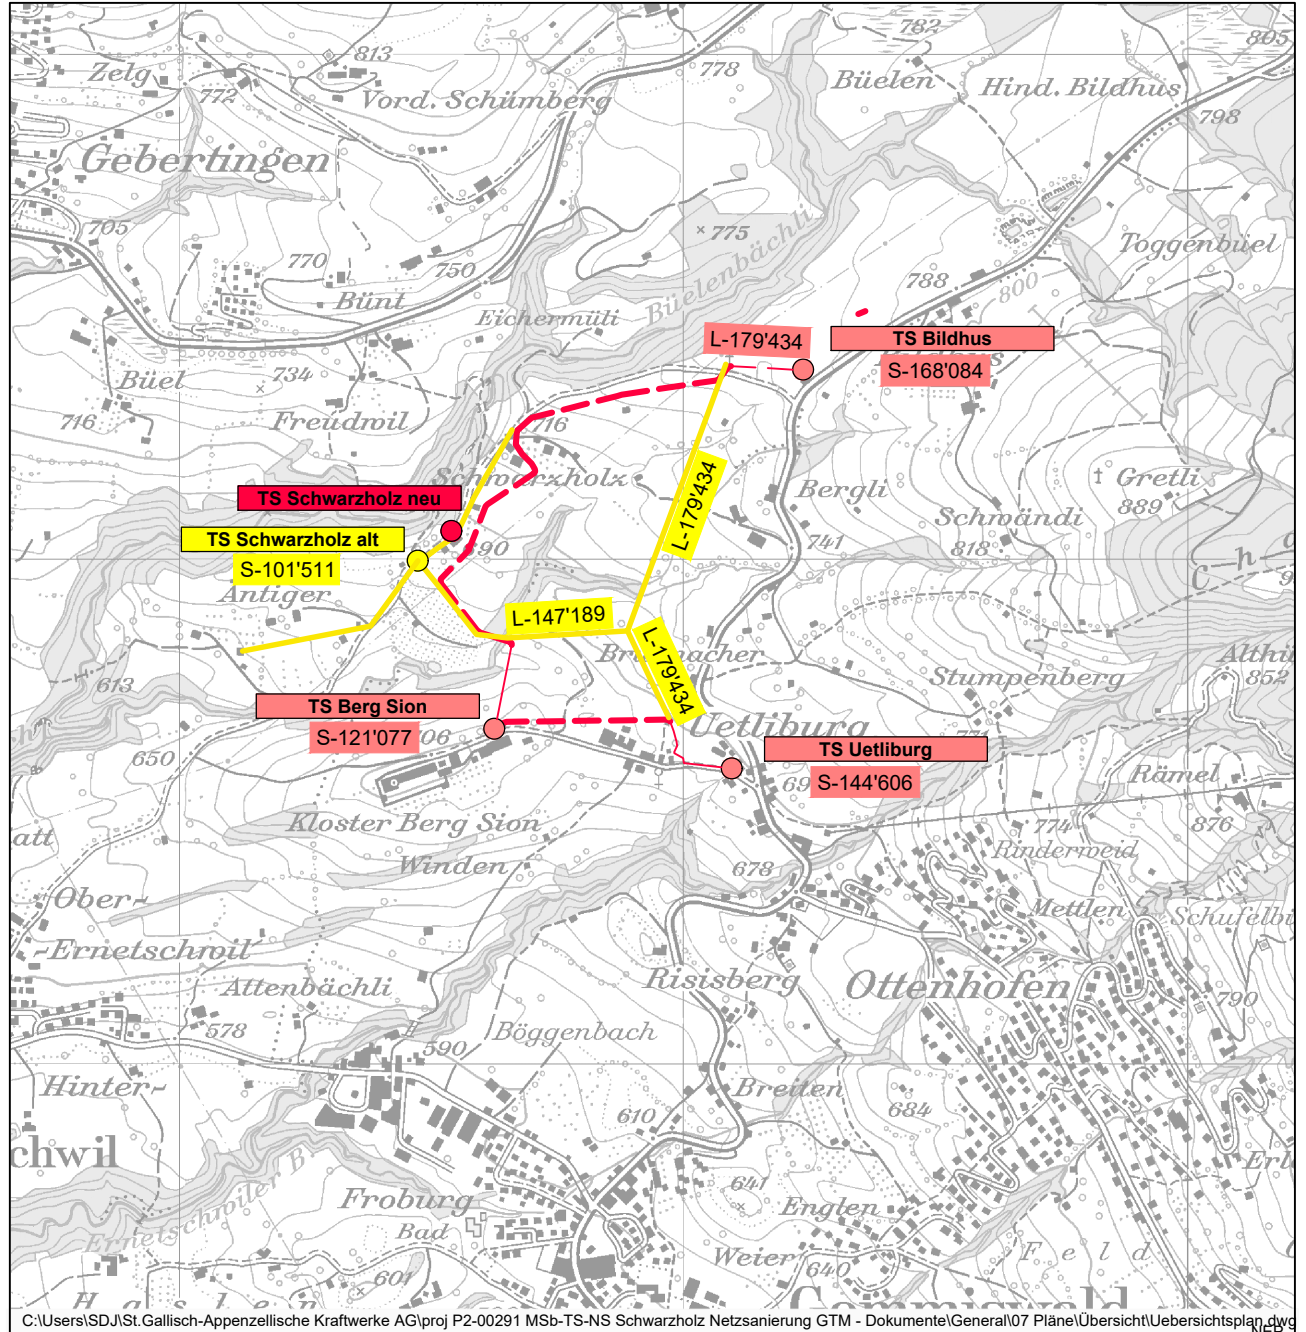 782
805
813
Zelg
778
Büelen
Hind. Bildhus
772
Vord. Schümberg
798
Gebertingen
705
775
Toggenbüel
770
750
788
800
Bünt
Büelenbächli
Eichermüli
L-179'434
TS Bildhus
S-168'084
Büel
734
716
Freudwil
716
Schwarzholz
L-179'434
Bergli
Gretli
889
TS Schwarzholz neu
TS Schwarzholz alt
S-101'511
690
741
Schwändi
818
Antiger
L-147'189
L-179'434
613
Stumpenberg
852
TS Berg Sion
S-121'077
Uetliburg
TS Uetliburg
S-144'606
650
Rämel
774
876
Kloster Berg Sion
Rinderweid
Winden
678
Ober-
Mettlen
-Ernetschwil
Attenbächli
Risisberg
Ottenhofen
790
578
Böggenbach
590
Hinter-
Breiten
684
610
chwil
641
Froburg
Englen
Ernetschwiler B
Bad
Weier
640
Feld
601
C:\Users\SDJ\St.Gallisch-Appenzellische Kraftwerke AG\proj P2-00291 MSb-TS-NS Schwarzholz Netzsanierung GTM - Dokumente\General\07 Pläne\Übersicht\Uebersichtsplan.dwg